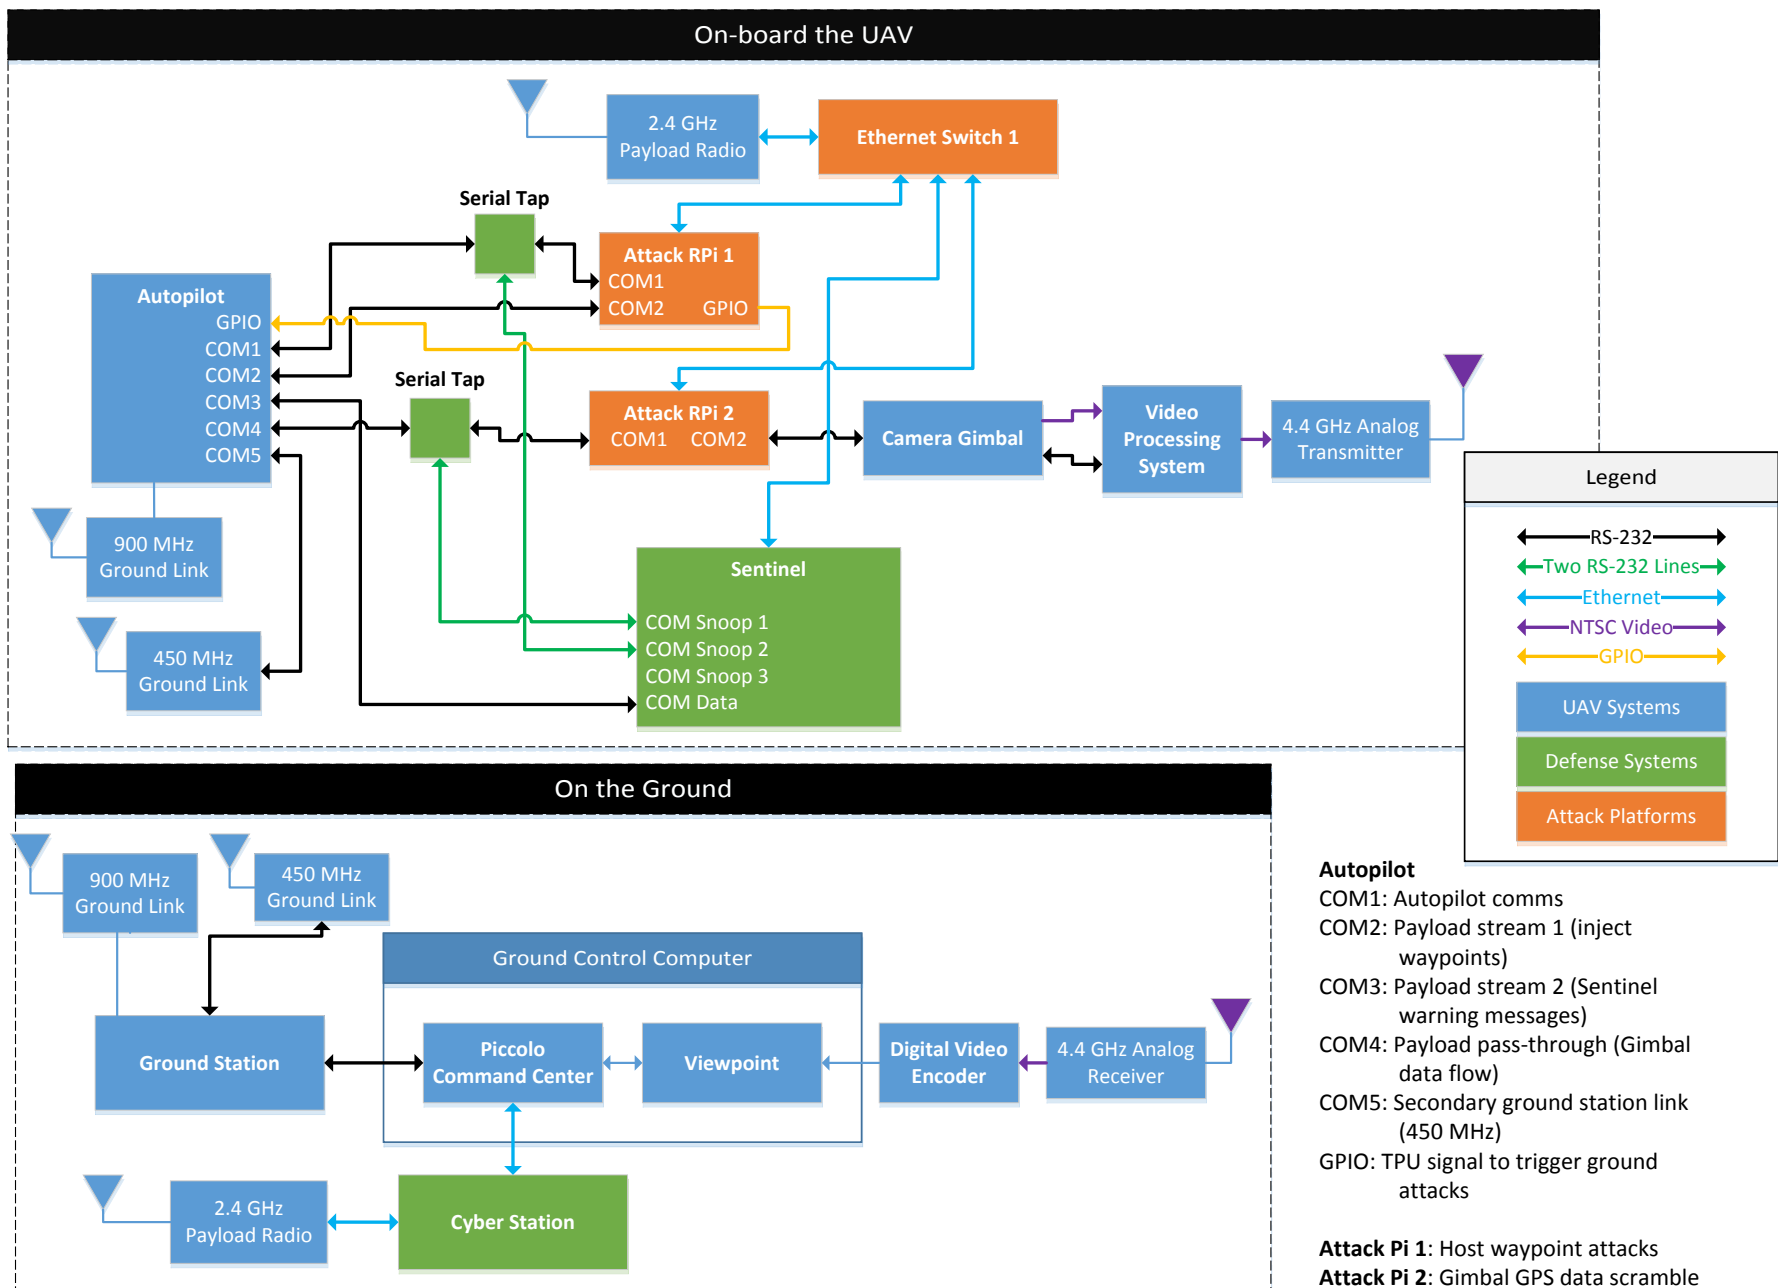 On-board the UAV
2.4 GHz
Payload Radio
Ethernet Switch 1
Serial Tap
Attack RPi 1
COM1
COM2 GPIO
Autopilot
GPIO
COM1
COM2
COM3
COM4
COM5
Serial Tap
Attack RPi 2
COM1 COM2
Camera Gimbal
Video
Processing
System
4.4 GHz Analog
Transmitter
900 MHz
Ground Link
450 MHz
Ground Link
Sentinel
COM Snoop 1
COM Snoop 2
COM Snoop 3
COM Data
Legend
RS-232
Two RS-232 Lines
Ethernet
NTSC Video
GPIO
UAV Systems
Defense Systems
Attack Platforms
On the Ground
900 MHz
Ground Link
450 MHz
Ground Link
Ground Control Computer
Ground Station
Piccolo
Command Center
Viewpoint
Digital Video
Encoder
4.4 GHz Analog
Receiver
2.4 GHz
Payload Radio
Cyber Station
Autopilot
COM1: Autopilot comms
COM2: Payload stream 1 (inject
waypoints)
COM3: Payload stream 2 (Sentinel
warning messages)
COM4: Payload pass-through (Gimbal
data flow)
COM5: Secondary ground station link
(450 MHz)
GPIO: TPU signal to trigger ground
attacks
Attack Pi 1: Host waypoint attacks
Attack Pi 2: Gimbal GPS data scramble